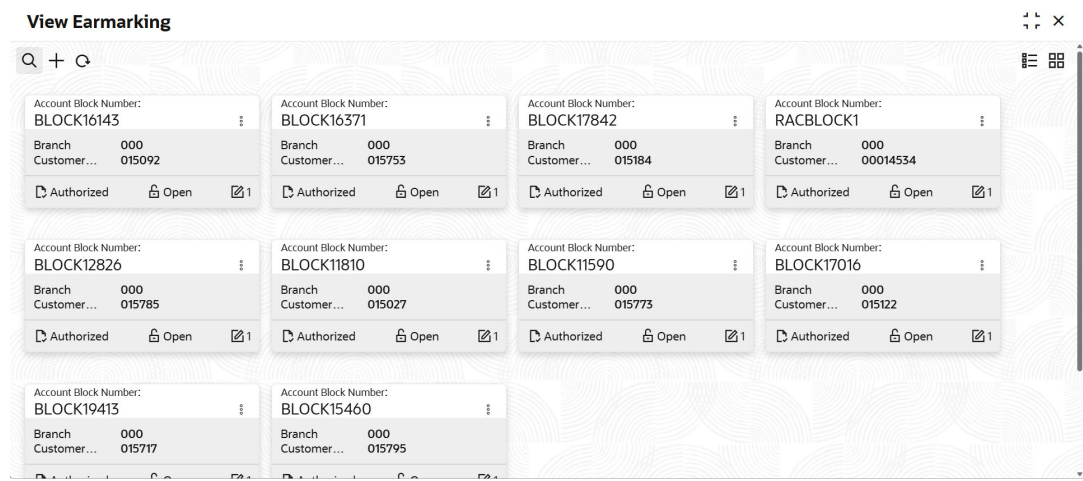 View Earmarking
Account Block Number:
BLOCK16143
Branch 000
Customer... 015092
Authorized Open 1
Account Block Number:
BLOCK16371
Branch 000
Customer... 015753
Authorized Open 1
Account Block Number:
BLOCK17842
Branch 000
Customer... 015184
Authorized Open 1
Account Block Number:
RACBLOCK1
Branch 000
Customer... 00014534
Authorized Open 1
Account Block Number:
BLOCK12826
Branch 000
Customer... 015785
Authorized Open 1
Account Block Number:
BLOCK11810
Branch 000
Customer... 015027
Authorized Open 1
Account Block Number:
BLOCK11590
Branch 000
Customer... 015773
Authorized Open 1
Account Block Number:
BLOCK17016
Branch 000
Customer... 015122
Authorized Open 1
Account Block Number:
BLOCK19413
Branch 000
Customer... 015717
Account Block Number:
BLOCK15460
Branch 000
Customer... 015795